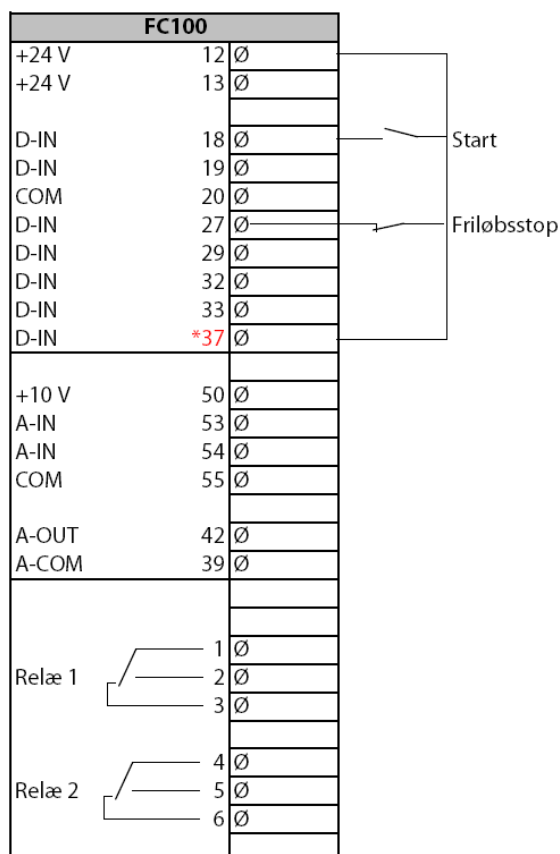 FC100
+24 V 12 Ø
+24 V 13 Ø
D-IN 18 Ø Start
D-IN 19 Ø
COM 20 Ø
D-IN 27 Ø Friløbsstop
D-IN 29 Ø
D-IN 32 Ø
D-IN 33 Ø
D-IN *37 Ø
+10 V 50 Ø
A-IN 53 Ø
A-IN 54 Ø
COM 55 Ø
A-OUT 42 Ø
A-COM 39 Ø
1 Ø
Relæ 1 2 Ø
3 Ø
4 Ø
Relæ 2 5 Ø
6 Ø